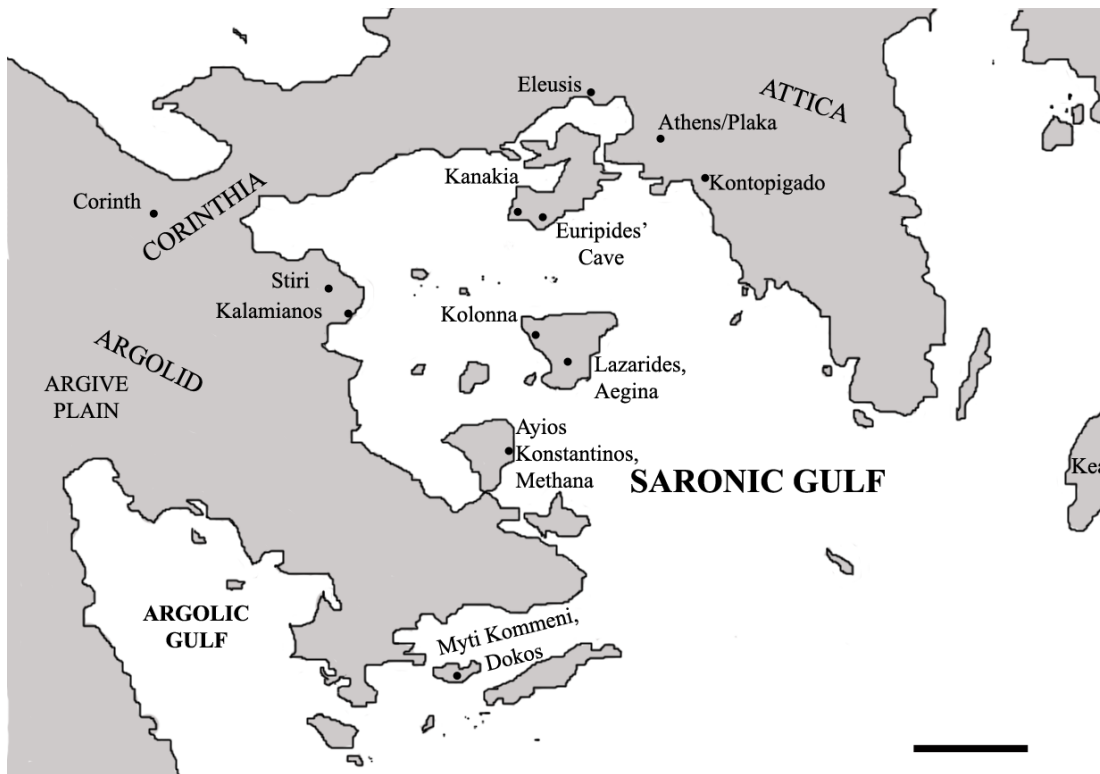 Eleusis
ATTICA
Athens/Plaka
Kanakia
Kontopigado
Corinth
CORINTHIA
Euripides’
Cave
Stiri
Kalamianos
Kolonna
ARGOLID
Lazarides,
Aegina
ARGIVE
PLAIN
Ayios
Konstantinos,
Methana
SARONIC GULF
Kea
ARGOLIC
GULF
Myti Kommeni,
Dokos